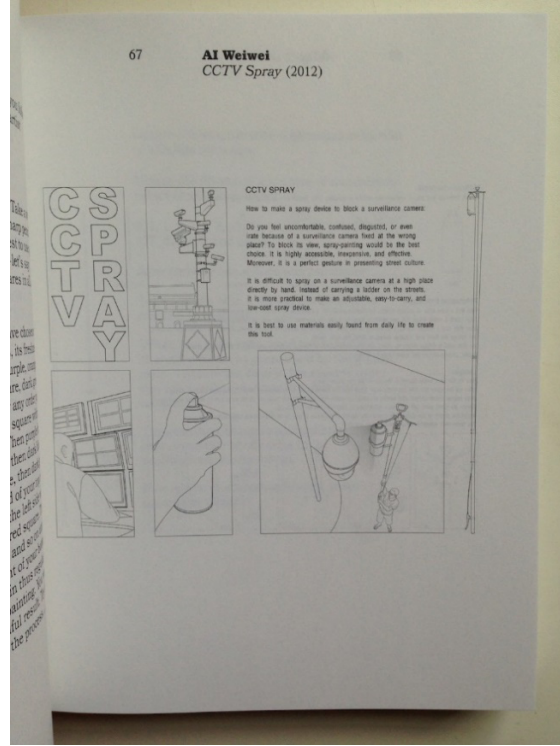 67
AI Weiwei
CCTV Spray (2012)
CCTV
SPRAY
CCTV SPRAY
How to make a spray device to block a surveillance camera:
Do you feel uncomfortable, confused, disgusted, or even
irate because of a surveillance camera fixed at the wrong
place? To block its view, spray-painting would be the best
choice. It is highly accessible, inexpensive, and effective.
Moreover, it is a perfect gesture in presenting street culture.
It is difficult to spray on a surveillance camera at a high place
directly by hand. Instead of carrying a ladder on the streets,
it is more practical to make an adjustable, easy-to-carry, and
low-cost spray device.
It is best to use materials easily found from daily life to create
this tool.